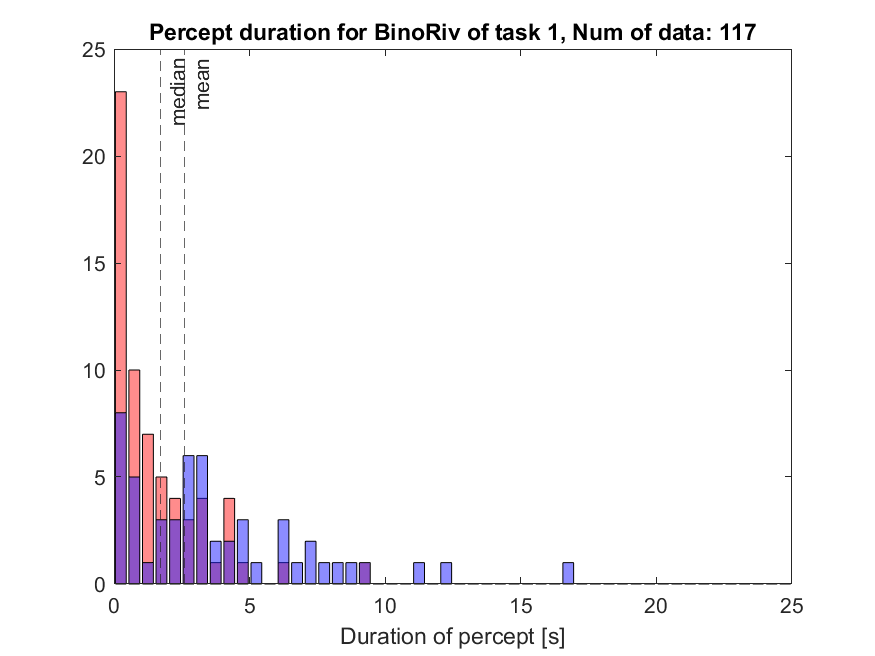 Percept duration for BinoRiv of task 1, Num of data: 117
25
20
15
10
5
0
median
mean
0 5 10 15 20 25
Duration of percept [s]